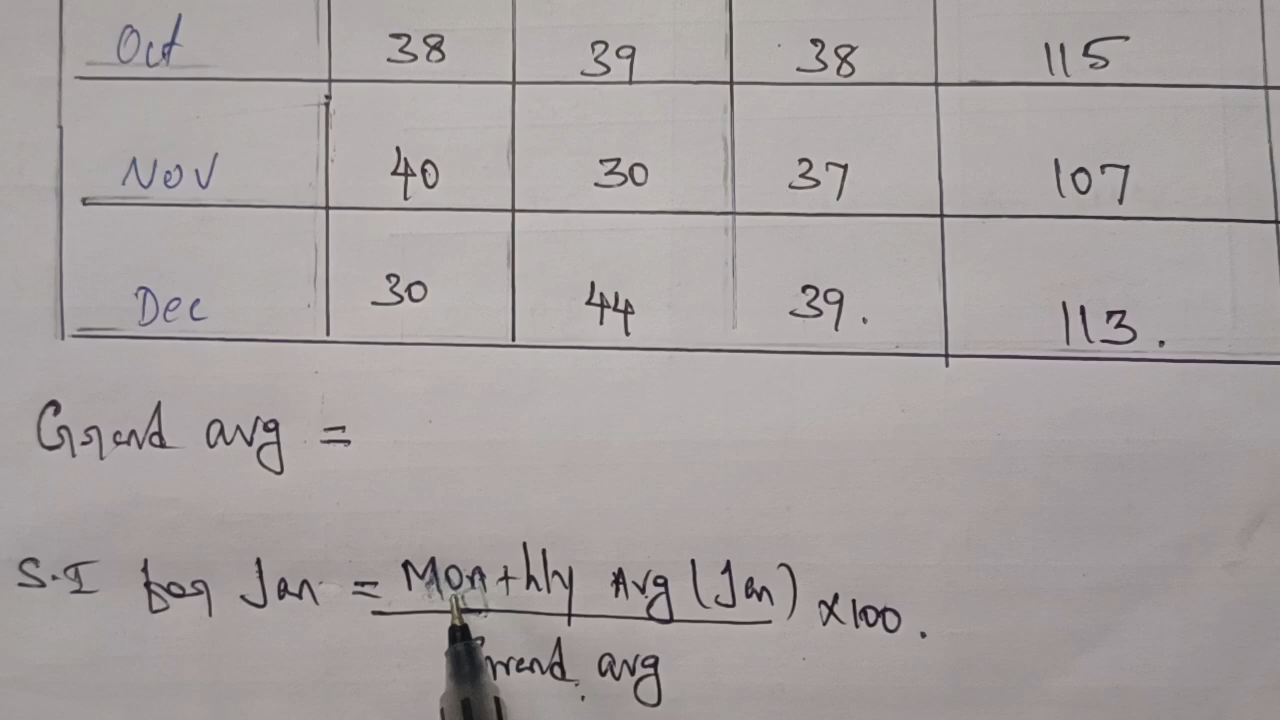 Oct 38 39 38 115
Nov 40 30 37 107
Dec 30 44 39. 113.
Grand avg =
S.I for Jan = Monthly Avg (Jan) x100.
Grand avg